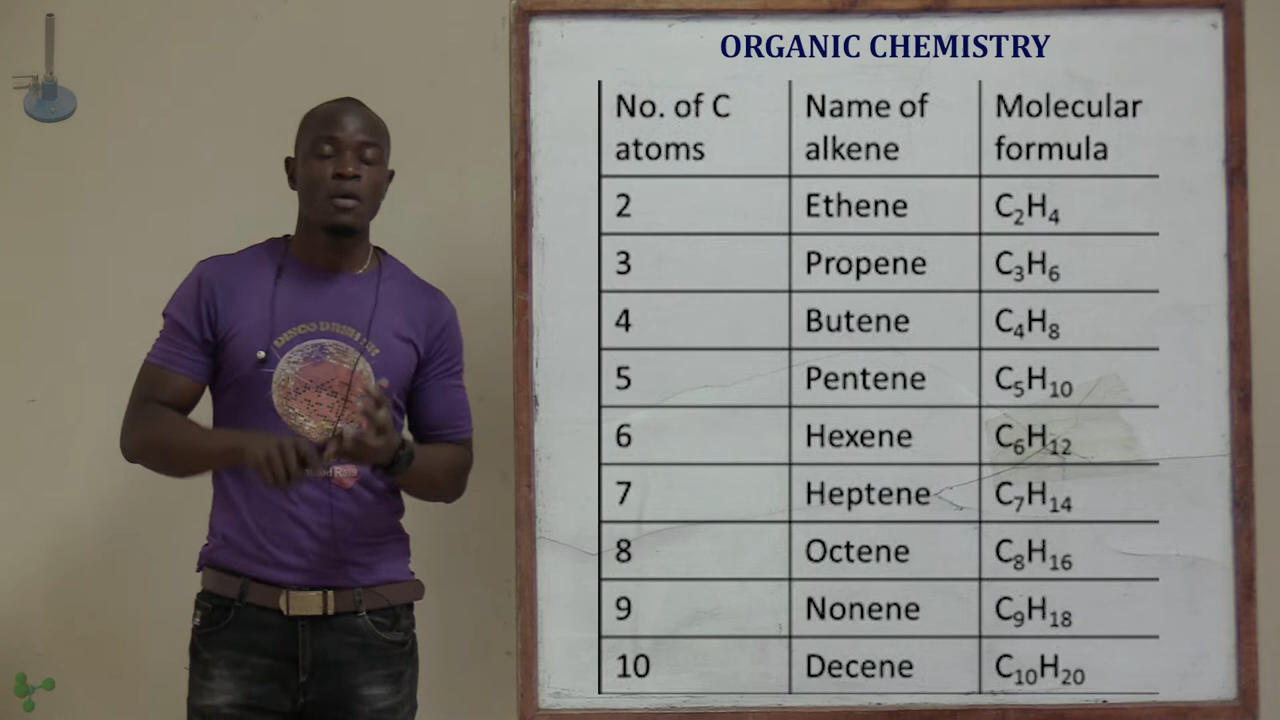 ORGANIC CHEMISTRY
No. of C atoms Name of alkene Molecular formula
2 Ethene C₂H₄
3 Propene C₃H₆
4 Butene C₄H₈
5 Pentene C₅H₁₀
6 Hexene C₆H₁₂
7 Heptene C₇H₁₄
8 Octene C₈H₁₆
9 Nonene C₉H₁₈
10 Decene C₁₀H₂₀
DISCO